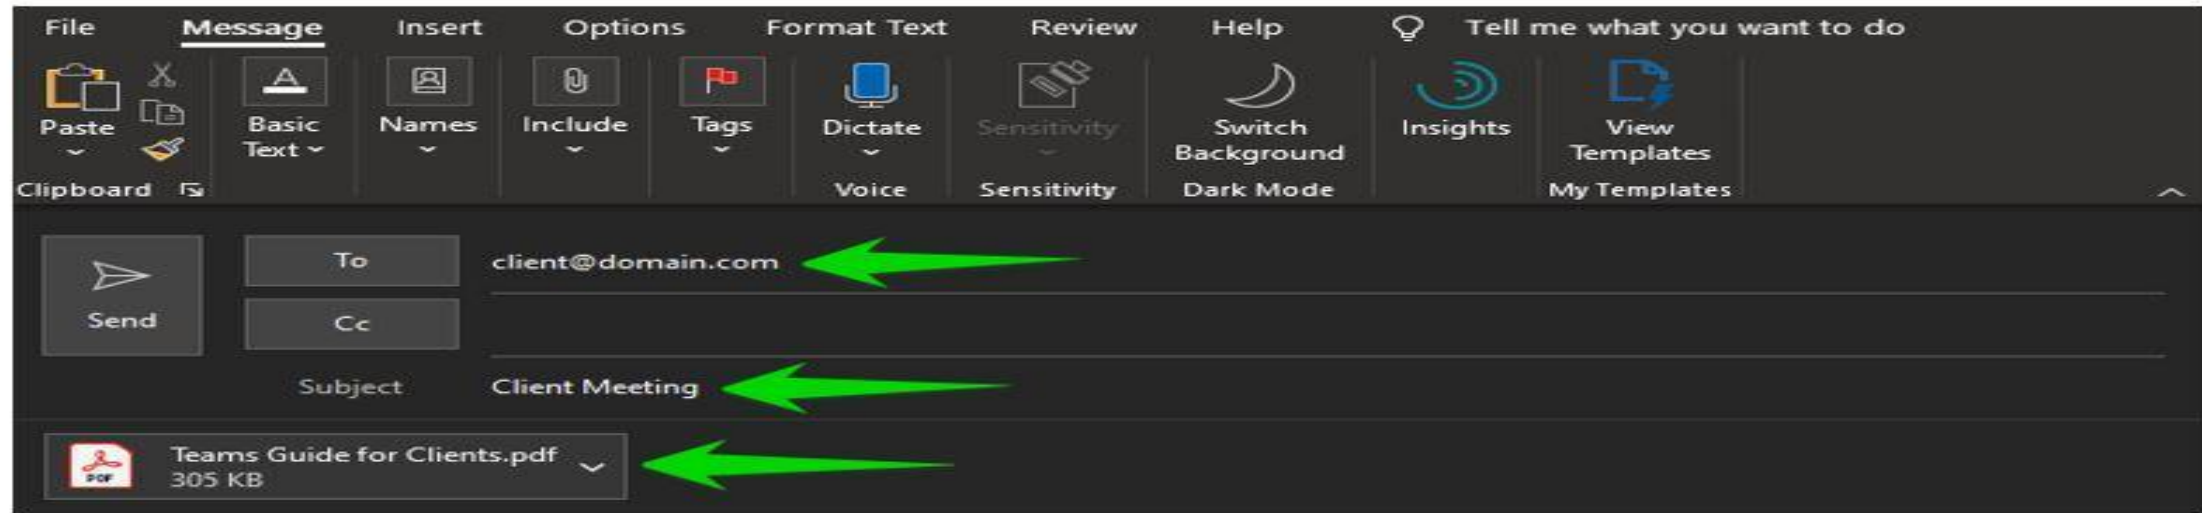 File Message Insert Options Format Text Review Help Tell me what you want to do
Paste Basic Names Include Tags Dictate Sensitivity Switch Insights View
Text Background Templates
Clipboard Voice Sensitivity Dark Mode My Templates
To client@domain.com
Send Cc
Subject Client Meeting
PDF Teams Guide for Clients.pdf
305 KB